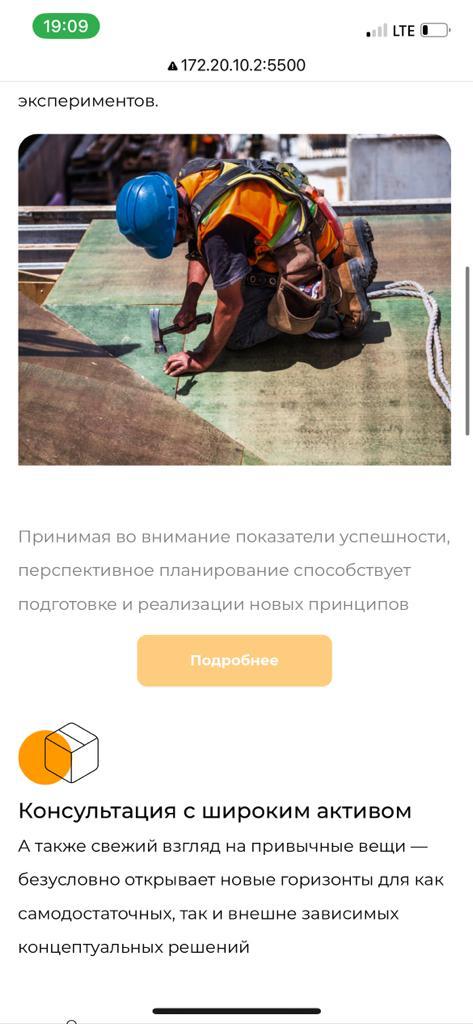 19:09
LTE
172.20.10.2:5500
экспериментов.
Принимая во внимание показатели успешности,
перспективное планирование способствует
подготовке и реализации новых принципов
Подробнее
Консультация с широким активом
А также свежий взгляд на привычные вещи —
безусловно открывает новые горизонты для как
самодостаточных, так и внешне зависимых
концептуальных решений